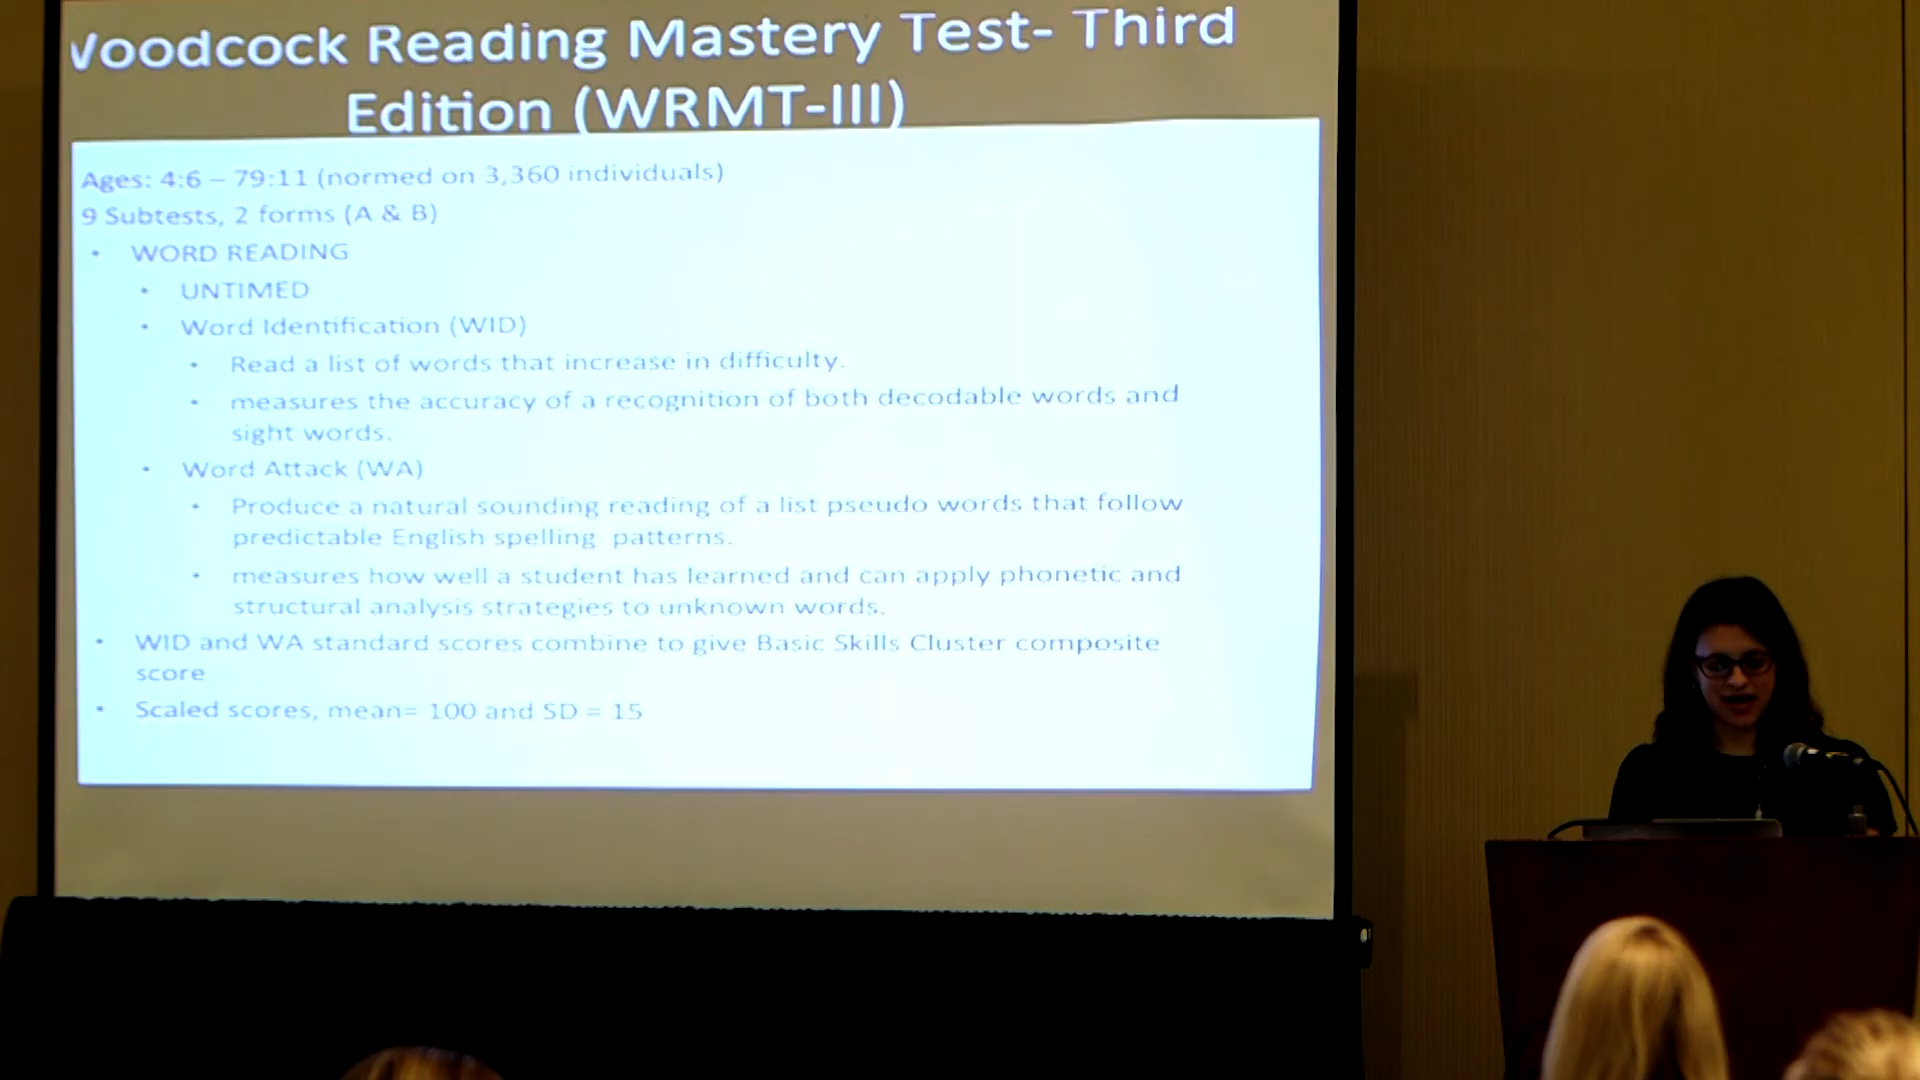 Woodcock Reading Mastery Test- Third
Edition (WRMT-III)
Ages: 4:6 – 79:11 (normed on 3,360 individuals)
9 Subtests, 2 forms (A & B)
• WORD READING
• UNTIMED
• Word Identification (WID)
• Read a list of words that increase in difficulty.
• measures the accuracy of a recognition of both decodable words and
sight words.
• Word Attack (WA)
• Produce a natural sounding reading of a list pseudo words that follow
predictable English spelling patterns.
• measures how well a student has learned and can apply phonetic and
structural analysis strategies to unknown words.
• WID and WA standard scores combine to give Basic Skills Cluster composite
score
• Scaled scores, mean= 100 and SD = 15